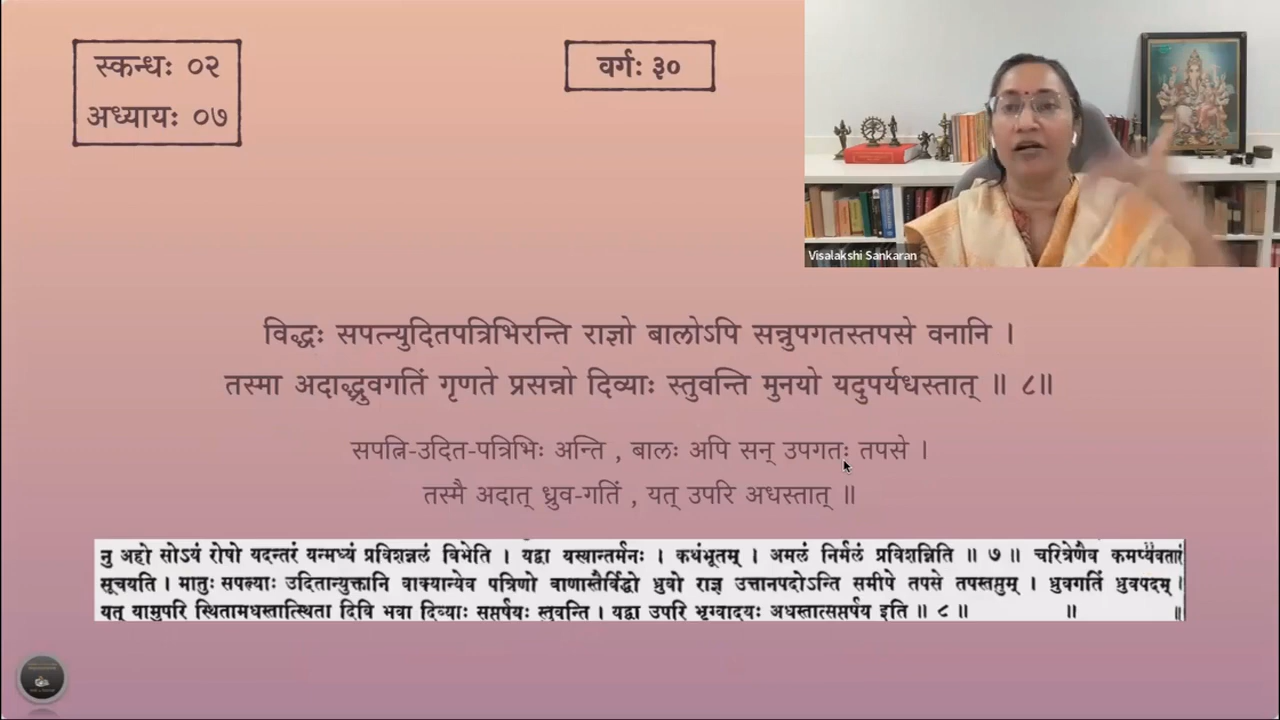 स्कन्धः ०२
अध्यायः ०७
वर्गः ३०
Visalakshi Sankaran
विद्धः सपत्न्युदितपत्रिभिरन्ति राज्ञो बालोऽपि सन्नुपगतस्तपसे वनानि ।
तस्मा अदाद्ध्रुवगतिं गृणते प्रसन्नो दिव्याः स्तुवन्ति मुनयो यदुपर्यधस्तात् ॥ ८॥
सपत्नि-उदित-पत्रिभिः अन्ति , बालः अपि सन् उपगतः तपसे ।
तस्मै अदात् ध्रुव-गतिं , यत् उपरि अधस्तात् ॥
नु अहो सोऽयं रोषो यदन्तरं यन्मध्यं प्रविशन्नलं बिभेति । यद्वा यस्यान्तर्मनः । कथंभूतम् । अमलं निर्मलं प्रविशन्निति ॥ ७ ॥ चरित्रेणैव कमप्यवतारं
सूचयति । मातुः सपत्न्याः उदितान्युक्तानि वाक्यान्येव पत्रिणो बाणास्तैर्विद्धो ध्रुवो राज्ञ उत्तानपदोऽन्ति समीपे तपसे तपस्तप्तुम् । ध्रुवगतिं ध्रुवपदम् ।
यत् यामुपरि स्थितामधस्तात्स्थिता दिवि भवा दिव्याः सप्तर्षयः स्तुवन्ति । यद्वा उपरि भृग्वादयः अधस्तात्सप्तर्षय इति ॥ ८ ॥ ॥ ॥